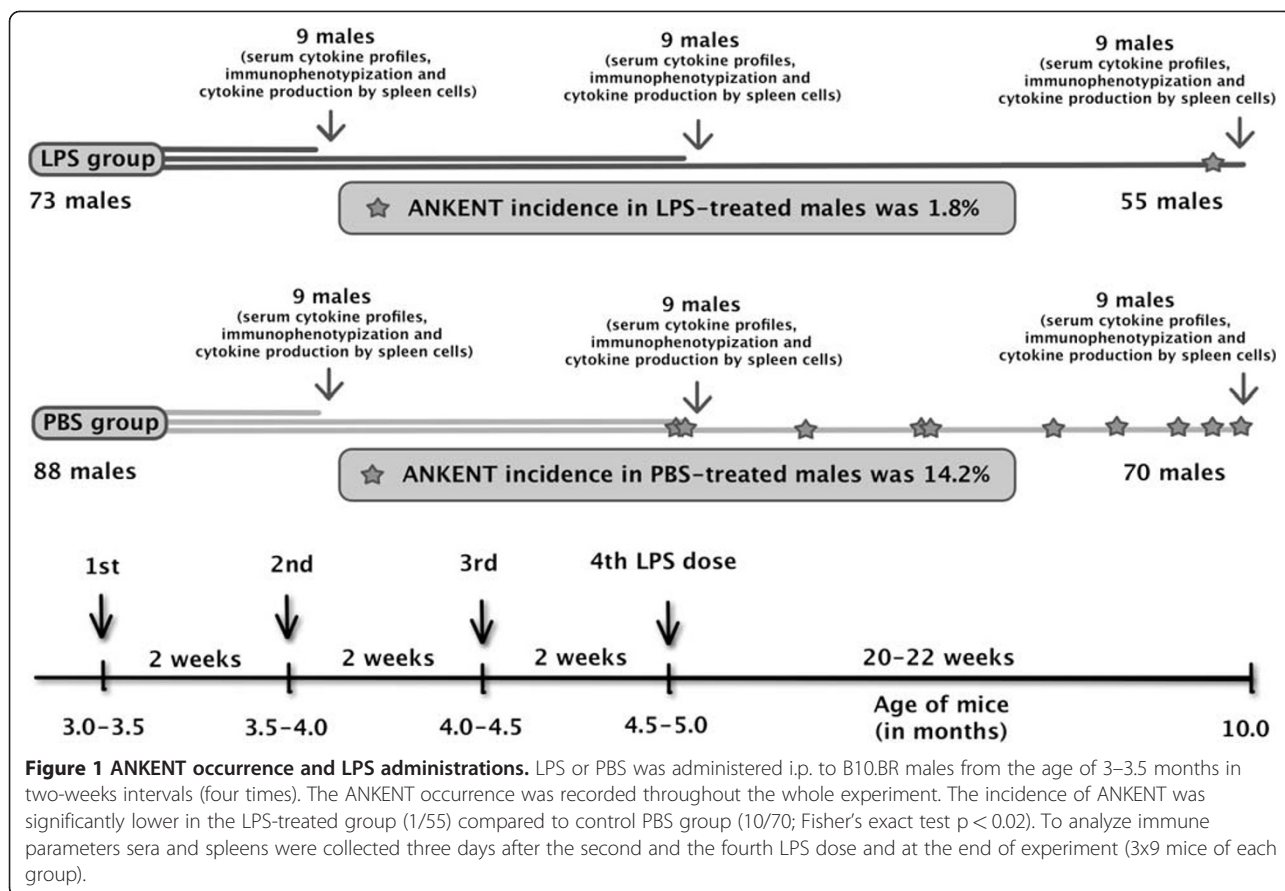 9 males
(serum cytokine profiles,
immunophenotypization and
cytokine production by spleen cells)
9 males
(serum cytokine profiles,
immunophenotypization and
cytokine production by spleen cells)
9 males
(serum cytokine profiles,
immunophenotypization and
cytokine production by spleen cells)
LPS group
73 males
ANKENT incidence in LPS-treated males was 1.8%
55 males
9 males
(serum cytokine profiles,
immunophenotypization and
cytokine production by spleen cells)
9 males
(serum cytokine profiles,
immunophenotypization and
cytokine production by spleen cells)
9 males
(serum cytokine profiles,
immunophenotypization and
cytokine production by spleen cells)
PBS group
88 males
ANKENT incidence in PBS-treated males was 14.2%
70 males
1st
2nd
3rd
4th LPS dose
2 weeks
2 weeks
2 weeks
20–22 weeks
3.0–3.5
3.5–4.0
4.0–4.5
4.5–5.0
Age of mice
(in months)
10.0
Figure 1 ANKENT occurrence and LPS administrations. LPS or PBS was administered i.p. to B10.BR males from the age of 3–3.5 months in
two-weeks intervals (four times). The ANKENT occurrence was recorded throughout the whole experiment. The incidence of ANKENT was
significantly lower in the LPS-treated group (1/55) compared to control PBS group (10/70; Fisher's exact test p < 0.02). To analyze immune
parameters sera and spleens were collected three days after the second and the fourth LPS dose and at the end of experiment (3x9 mice of each
group).